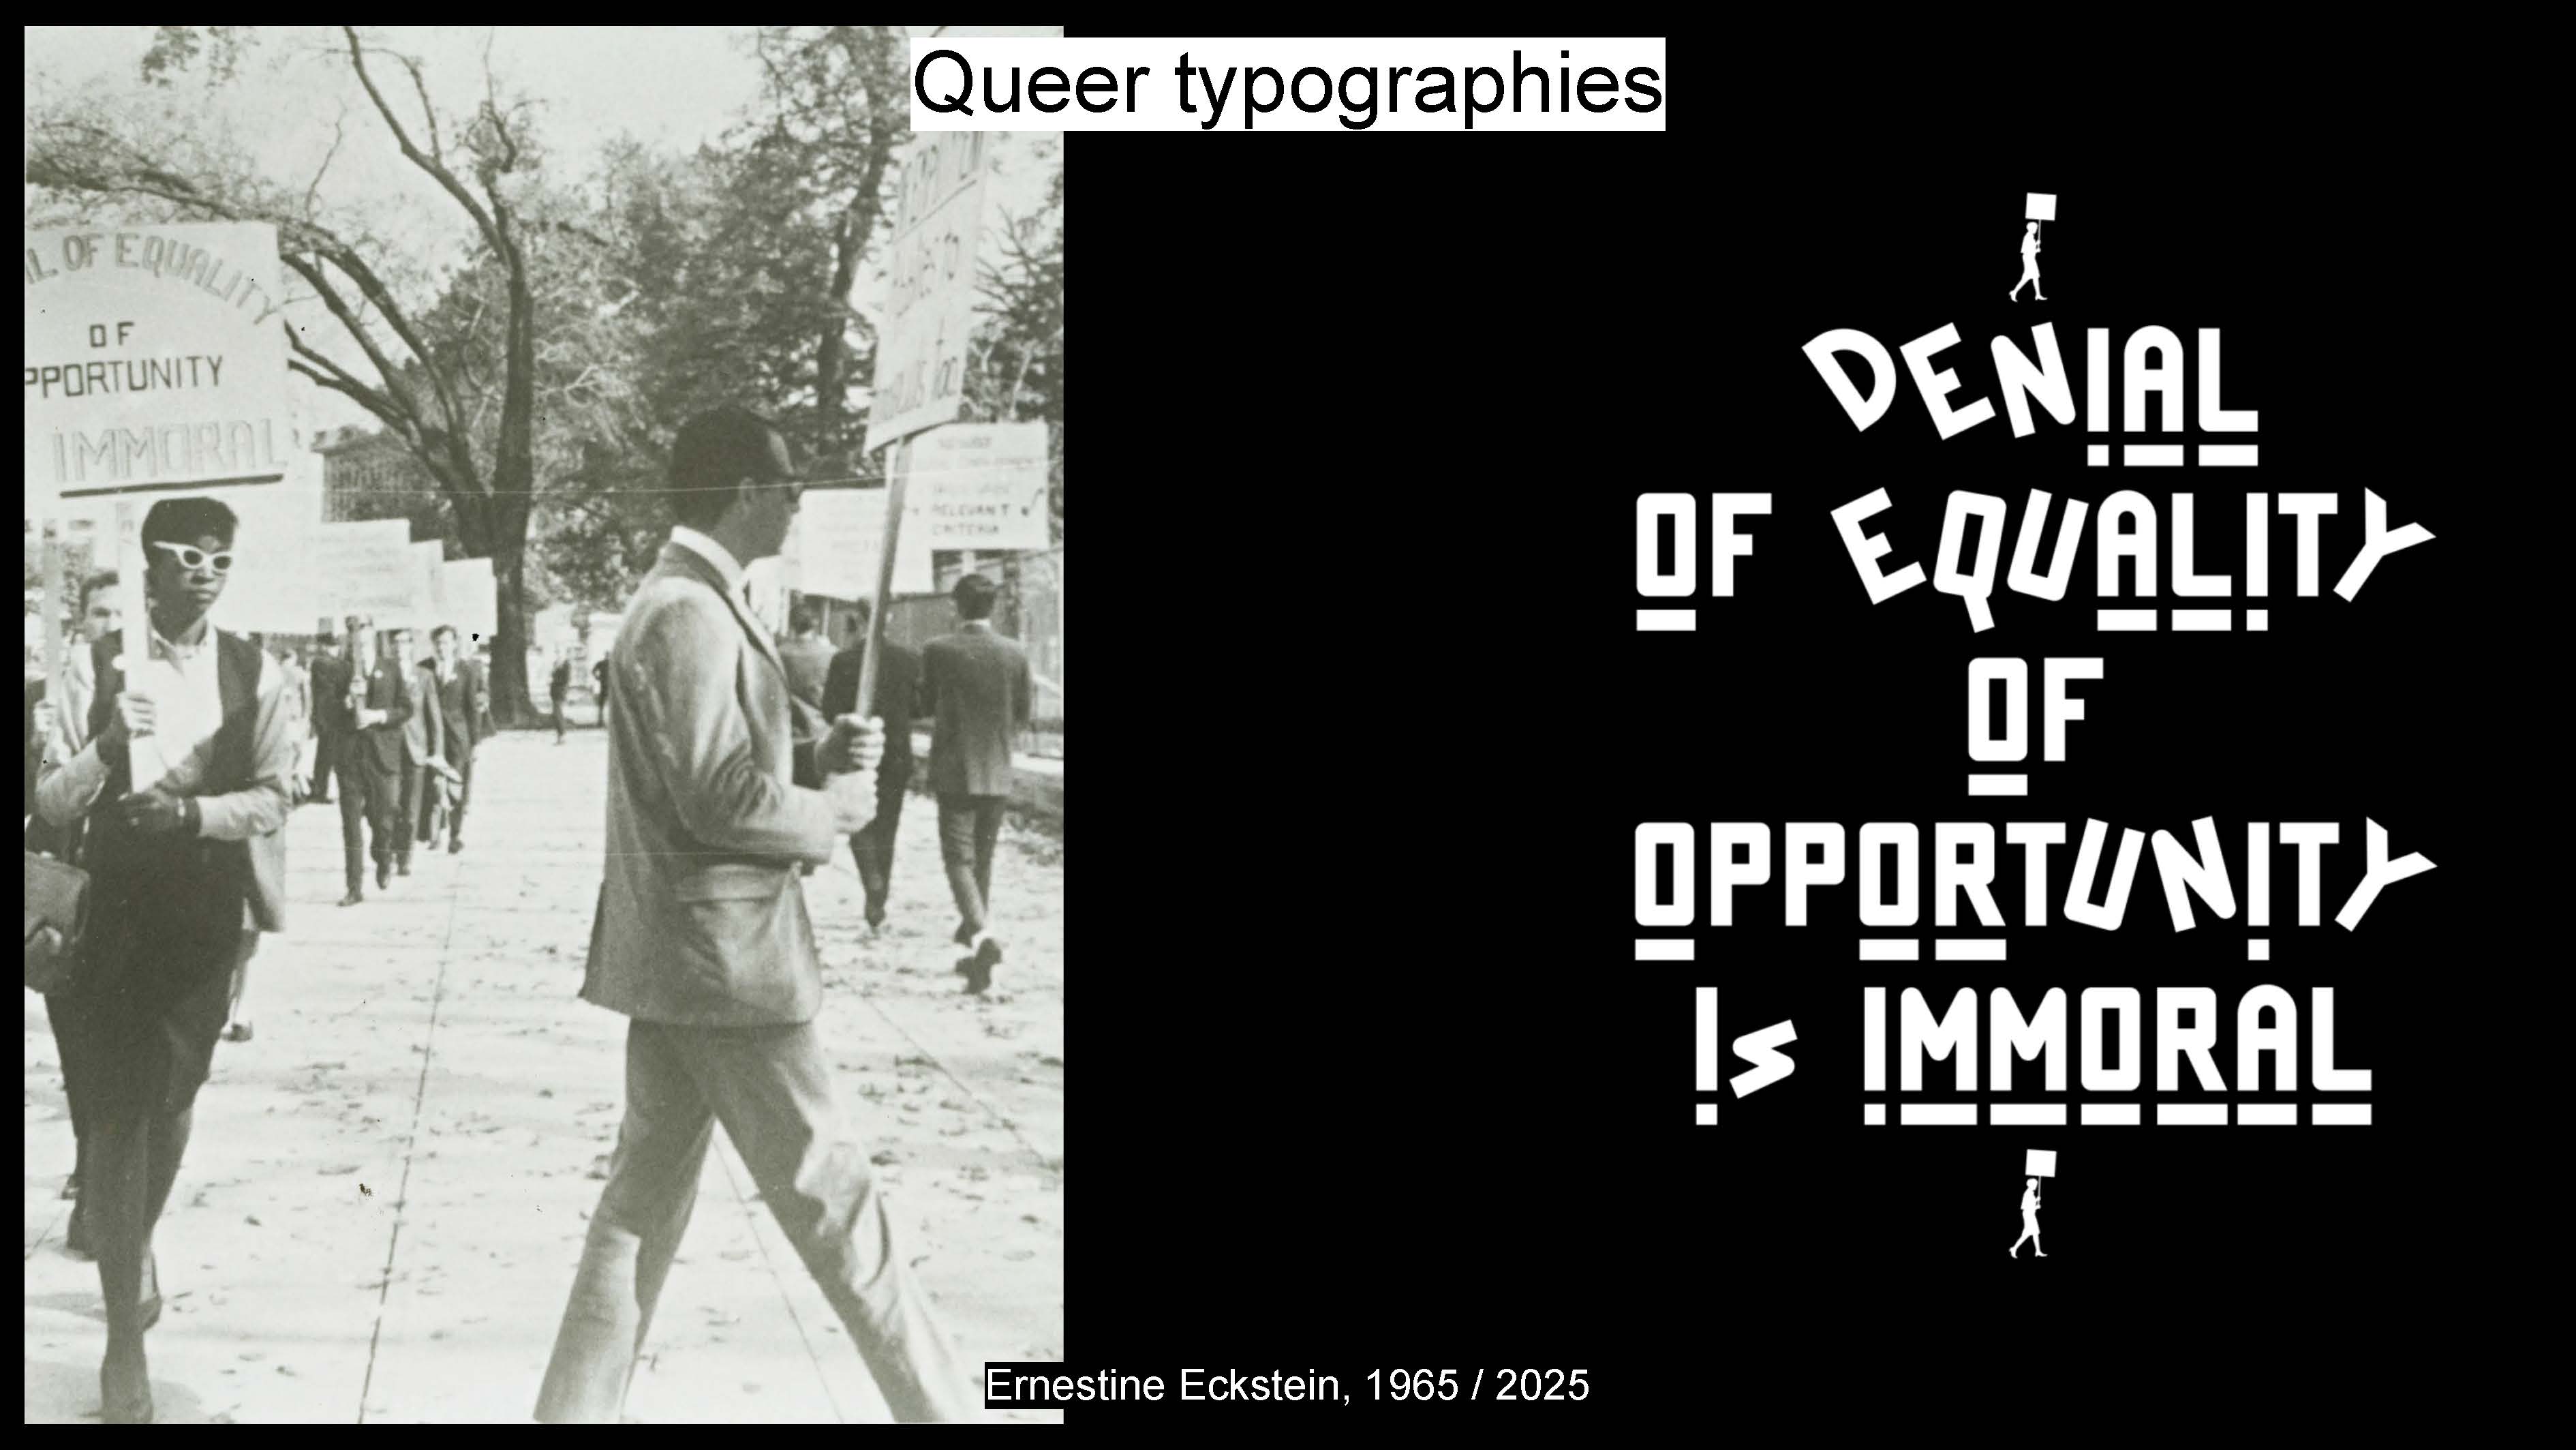 Queer typographies
L OF EQUALITY
OF
PPORTUNITY
IMMORAL
RELEVANT
CRITERIA
DENIAL
OF EQUALITY
OF
OPPORTUNITY
Is IMMORAL
Ernestine Eckstein, 1965 / 2025